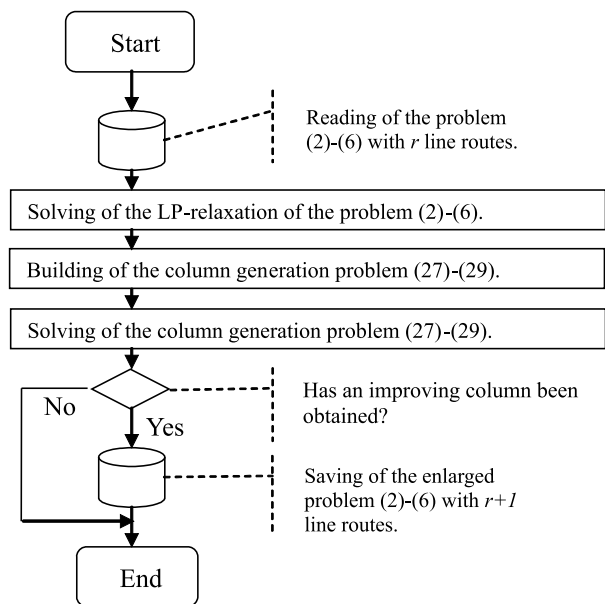 Start
Reading of the problem
(2)-(6) with r line routes.
Solving of the LP-relaxation of the problem (2)-(6).
Building of the column generation problem (27)-(29).
Solving of the column generation problem (27)-(29).
Has an improving column been
obtained?
No
Yes
Saving of the enlarged
problem (2)-(6) with r+1
line routes.
End